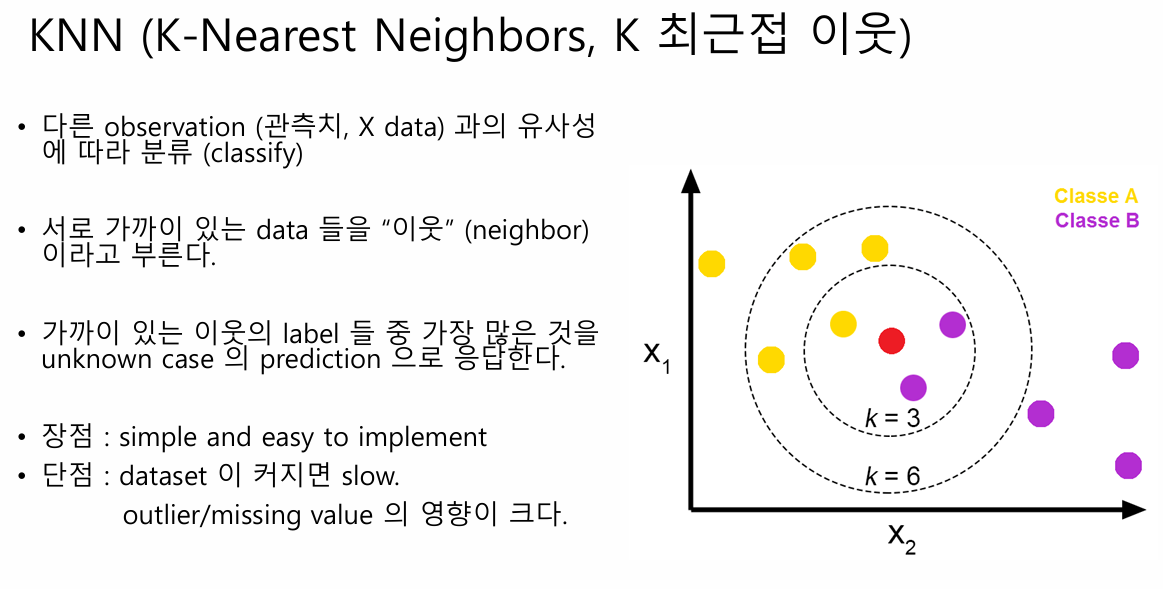 KNN (K-Nearest Neighbors, K 최근접 이웃)
• 다른 observation (관측치, X data) 과의 유사성
에 따라 분류 (classify)
• 서로 가까이 있는 data 들을 “이웃” (neighbor)
이라고 부른다.
• 가까이 있는 이웃의 label 들 중 가장 많은 것을
unknown case 의 prediction 으로 응답한다.
• 장점 : simple and easy to implement
• 단점 : dataset 이 커지면 slow.
outlier/missing value 의 영향이 크다.
Classe A
Classe B
x1
k = 3
k = 6
x2